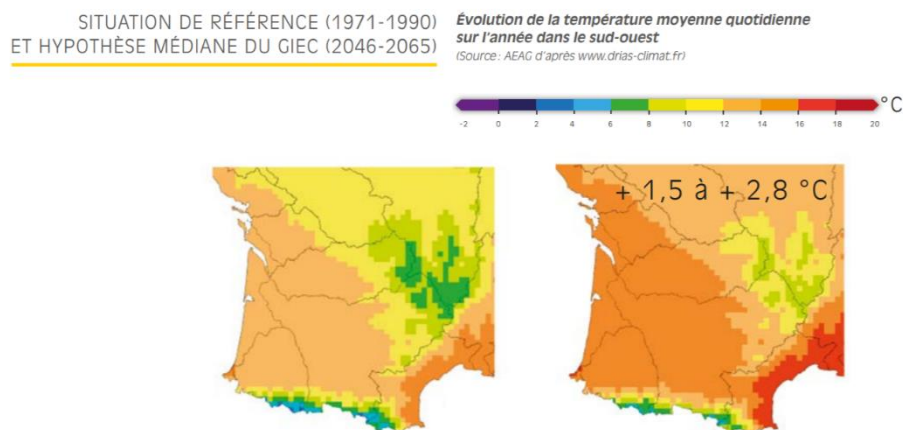 SITUATION DE RÉFÉRENCE (1971-1990)
ET HYPOTHÈSE MÉDIANE DU GIEC (2046-2065)
Évolution de la température moyenne quotidienne
sur l'année dans le sud-ouest
(Source : AEAG d'après www.drias-climat.fr)
°C
-2 0 2 4 6 8 10 12 14 16 18 20
+ 1,5 à + 2,8 °C